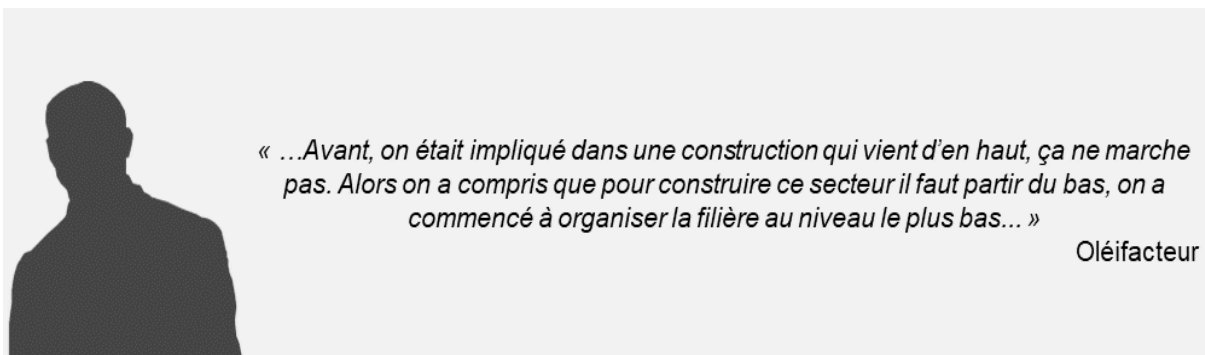 « …Avant, on était impliqué dans une construction qui vient d’en haut, ça ne marche
pas. Alors on a compris que pour construire ce secteur il faut partir du bas, on a
commencé à organiser la filière au niveau le plus bas... »
Oléifacteur